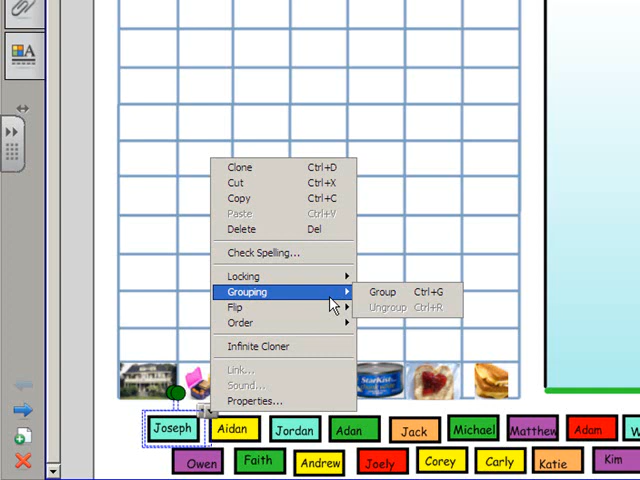 Clone Ctrl+D
Cut Ctrl+X
Copy Ctrl+C
Paste Ctrl+V
Delete Del
Check Spelling...
Locking
Grouping
Group Ctrl+G
Flip
Ungroup Ctrl+R
Order
Infinite Cloner
Link...
Sound...
Properties...
StarKist
Joseph Aidan Jordan Adan Jack Michael Matthew Adam W
Owen Faith Andrew Joely Corey Carly Katie Kim